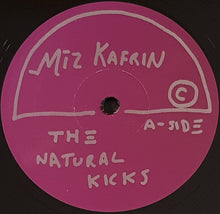 MIZ KAFRIN
©
A-SIDE
THE
NATURAL
KICKS